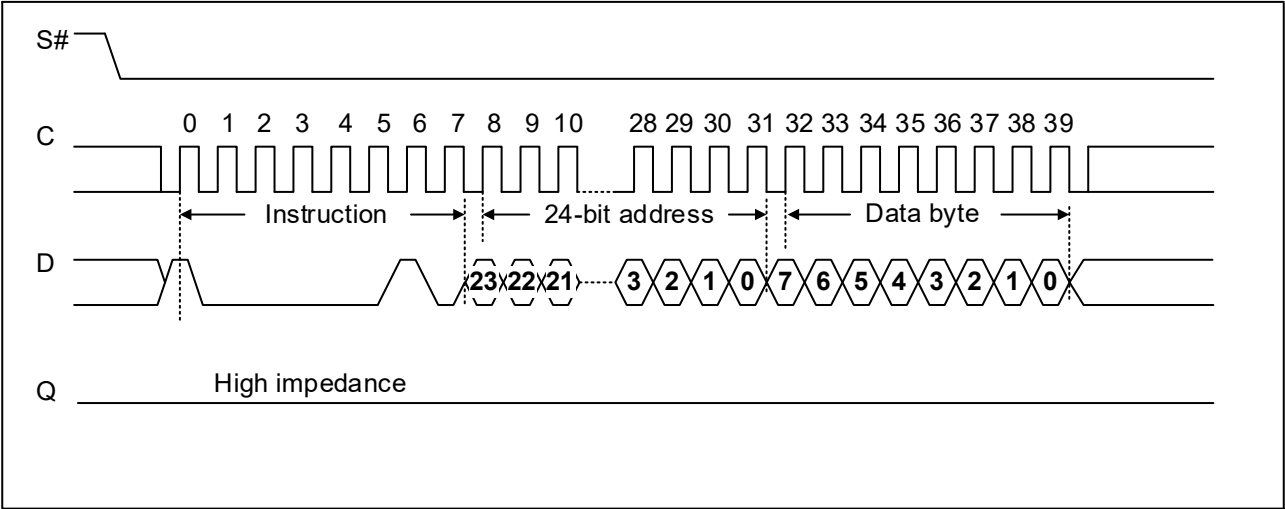 S#
C 0 1 2 3 4 5 6 7 8 9 10 28 29 30 31 32 33 34 35 36 37 38 39
Instruction 24-bit address Data byte
D 23 22 21 3 2 1 0 7 6 5 4 3 2 1 0
Q High impedance